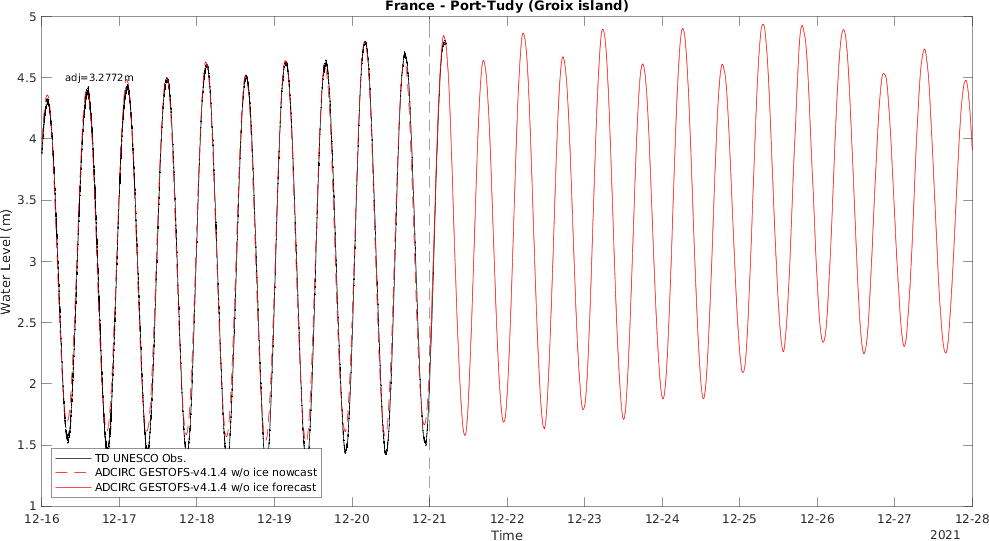 France - Port-Tudy (Groix island)
5
4.5
4
3.5
3
2.5
2
1.5
1
Water Level (m)
adj=3.2772m
TD UNESCO Obs.
ADCIRC GESTOFS-v4.1.4 w/o ice nowcast
ADCIRC GESTOFS-v4.1.4 w/o ice forecast
12-16 12-17 12-18 12-19 12-20 12-21 12-22 12-23 12-24 12-25 12-26 12-27 12-28
Time
2021